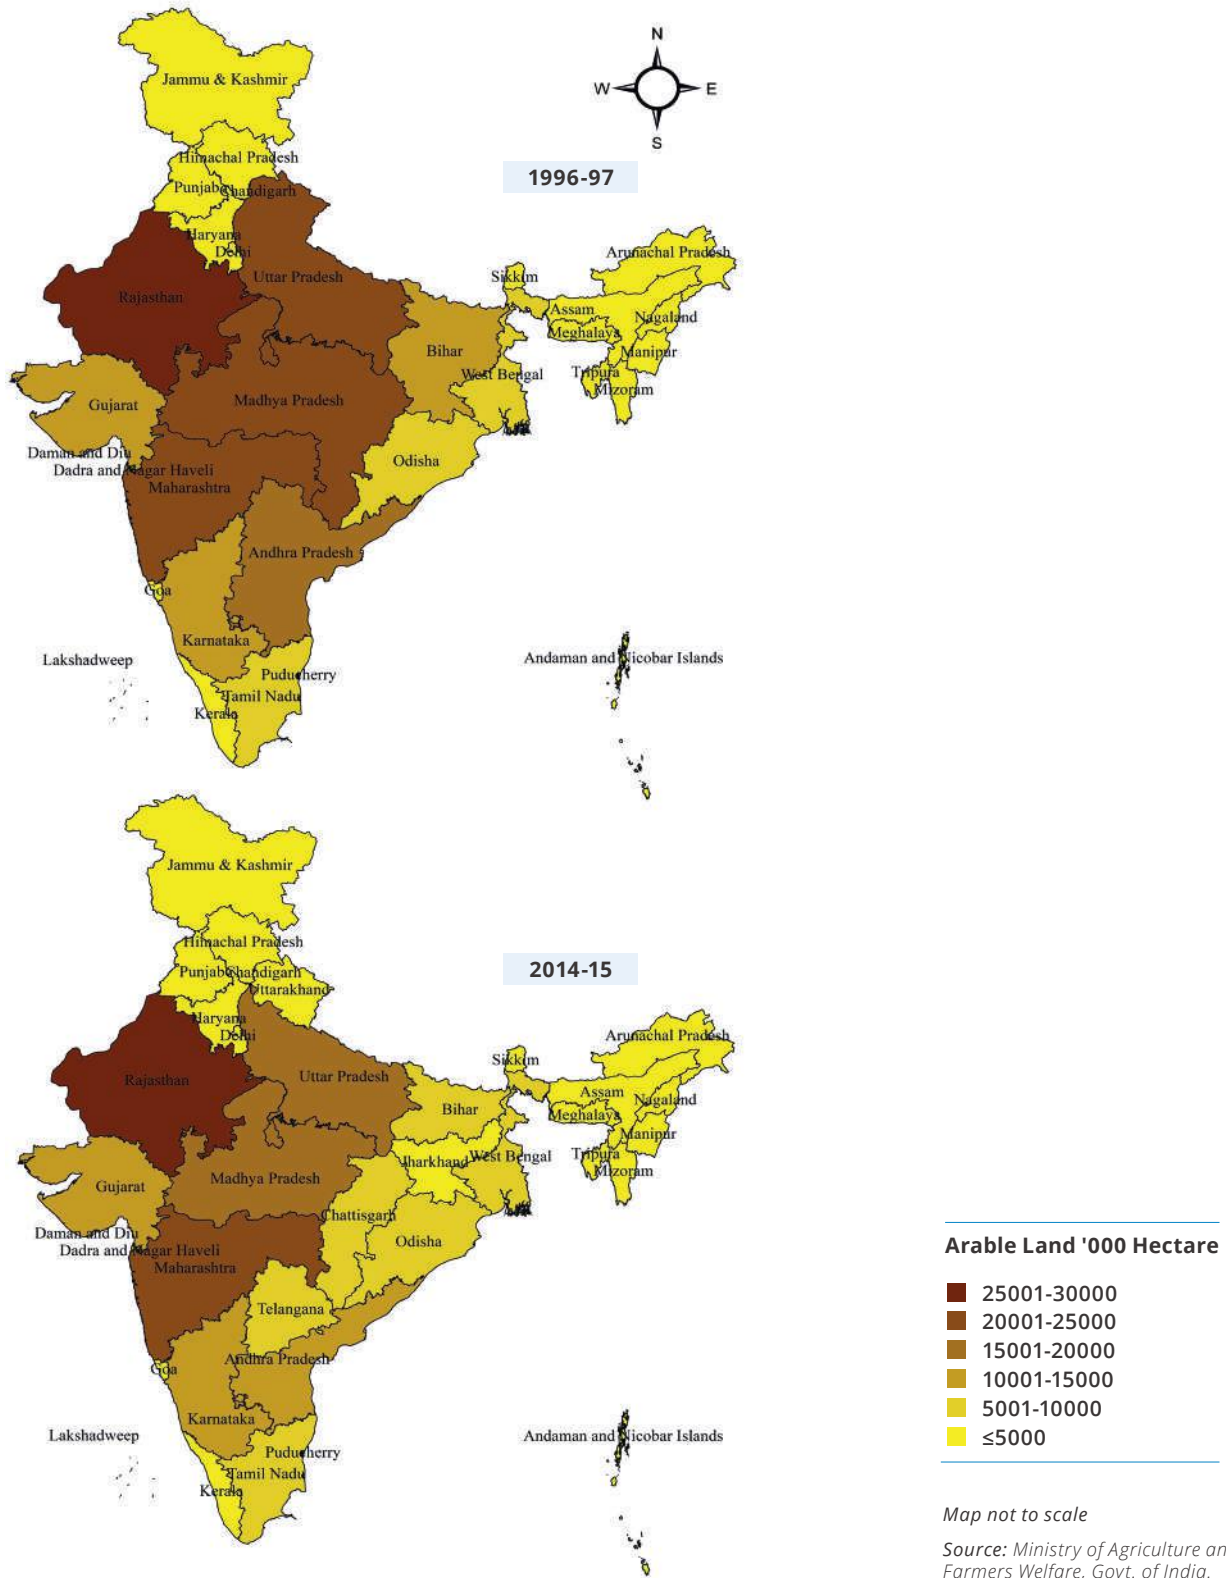 N
W
E
S
1996-97
Jammu & Kashmir
Himachal Pradesh
Punjab
Chandigarh
Haryana
Delhi
Uttar Pradesh
Rajasthan
Sikkim
Arunachal Pradesh
Assam
Nagaland
Meghalaya
Manipur
Tripura
Mizoram
Bihar
West Bengal
Gujarat
Madhya Pradesh
Daman and Diu
Dadra and Nagar Haveli
Maharashtra
Odisha
Andhra Pradesh
Goa
Karnataka
Lakshadweep
Puducherry
Tamil Nadu
Kerala
Andaman and Nicobar Islands
2014-15
Jammu & Kashmir
Himachal Pradesh
Punjab
Chandigarh
Uttarakhand
Haryana
Delhi
Rajasthan
Uttar Pradesh
Sikkim
Arunachal Pradesh
Assam
Nagaland
Meghalaya
Manipur
Tripura
Mizoram
Bihar
Jharkhand
West Bengal
Gujarat
Madhya Pradesh
Chattisgarh
Odisha
Daman and Diu
Dadra and Nagar Haveli
Maharashtra
Telangana
Andhra Pradesh
Goa
Karnataka
Lakshadweep
Puducherry
Tamil Nadu
Kerala
Andaman and Nicobar Islands
Arable Land '000 Hectare
25001-30000
20001-25000
15001-20000
10001-15000
5001-10000
≤5000
Map not to scale
Source: Ministry of Agriculture an
Farmers Welfare, Govt. of India.